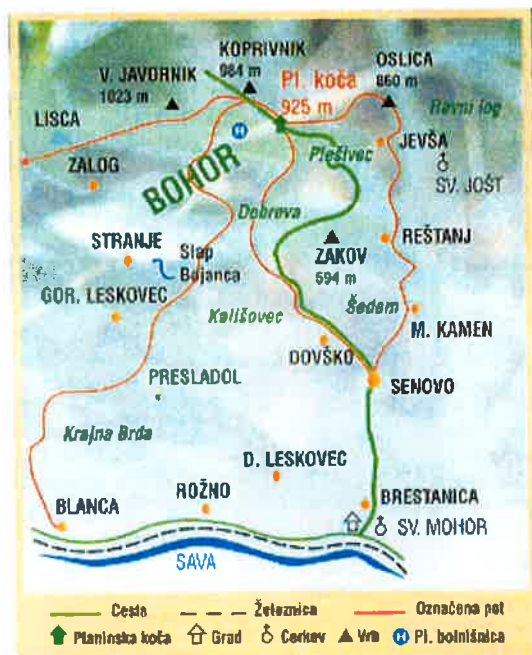 KOPRIVNIK
984 m
V. JAVORNIK
1023 m
Pl. koča
925 m
OSLICA
860 m
Ravni log
LISCA
JEVŠA
Plešivec
ZALOG
BOHOR
SV. JOŠT
Dobrova
STRANJE
Slap
Bojanca
ZAKOV
594 m
REŠTANJ
GOR. LESKOVEC
Šedem
Kališovec
M. KAMEN
DOVŠKO
PRESLADOL
SENOVO
Krajna Brda
D. LESKOVEC
ROŽNO
BRESTANICA
BLANCA
SV. MOHOR
SAVA
Cesta Železnica Označena pot
Planinska koča Grad Cerkev Vrh Pl. bolnišnica